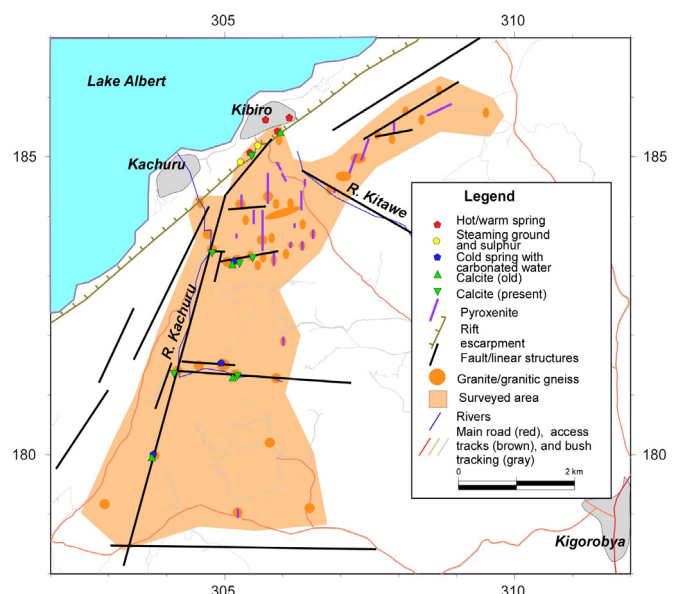 305
310
Lake Albert
Kibiro
Kachuru
185
185
R. Kitawe
Legend
Hot/warm spring
Steaming ground
and sulphur
Cold spring with
carbonated water
Calcite (old)
Calcite (present)
Pyroxenite
Rift
escarpment
Fault/linear structures
Granite/granitic gneiss
Surveyed area
Rivers
Main road (red), access
tracks (brown), and bush
tracking (gray)
0
2 km
R. Kachuru
180
180
Kigorobya
305
310